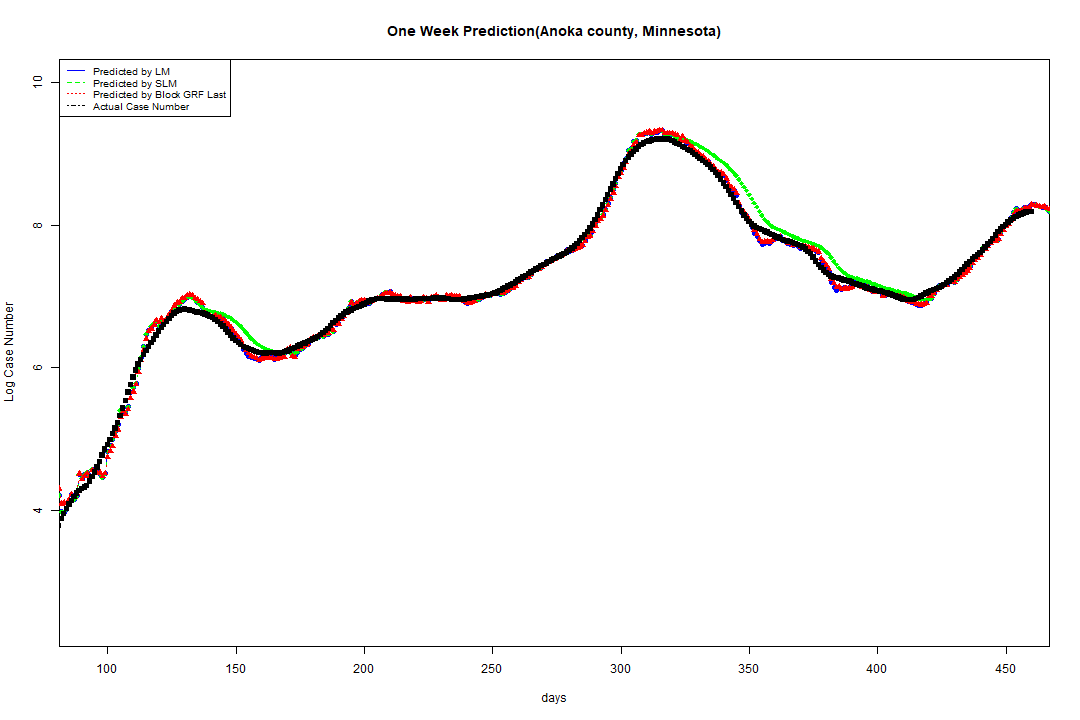 One Week Prediction(Anoka county, Minnesota)
Predicted by LM
Predicted by SLM
Predicted by Block GRF Last
Actual Case Number
Log Case Number
10
8
6
4
100 150 200 250 300 350 400 450
days